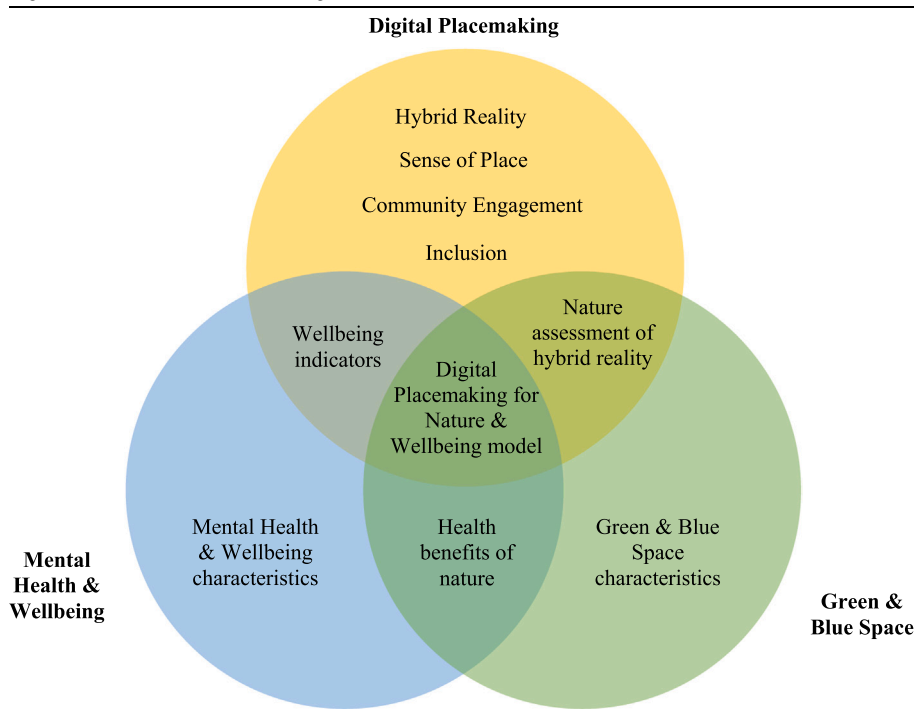 Digital Placemaking
Hybrid Reality
Sense of Place
Community Engagement
Inclusion
Wellbeing
indicators
Nature
assessment of
hybrid reality
Digital
Placemaking for
Nature &
Wellbeing model
Mental Health
& Wellbeing
characteristics
Health
benefits of
nature
Green & Blue
Space
characteristics
Mental
Health &
Wellbeing
Green &
Blue Space